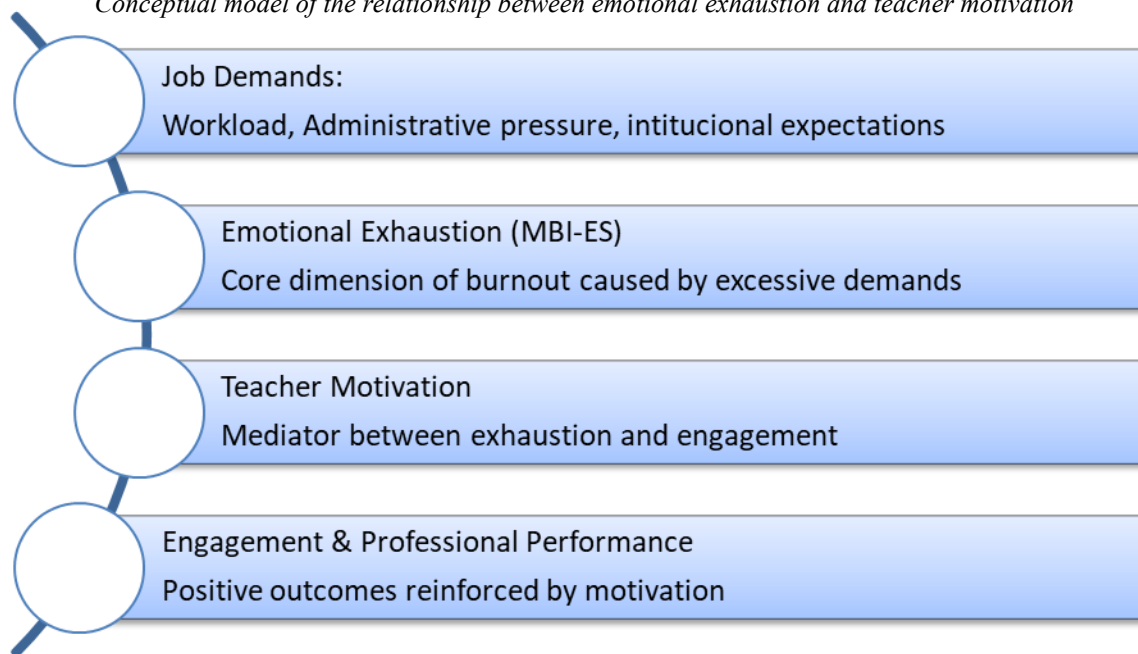 Conceptual model of the relationship between emotional exhaustion and teacher motivation
Job Demands:
Workload, Administrative pressure, intitucional expectations
Emotional Exhaustion (MBI-ES)
Core dimension of burnout caused by excessive demands
Teacher Motivation
Mediator between exhaustion and engagement
Engagement & Professional Performance
Positive outcomes reinforced by motivation